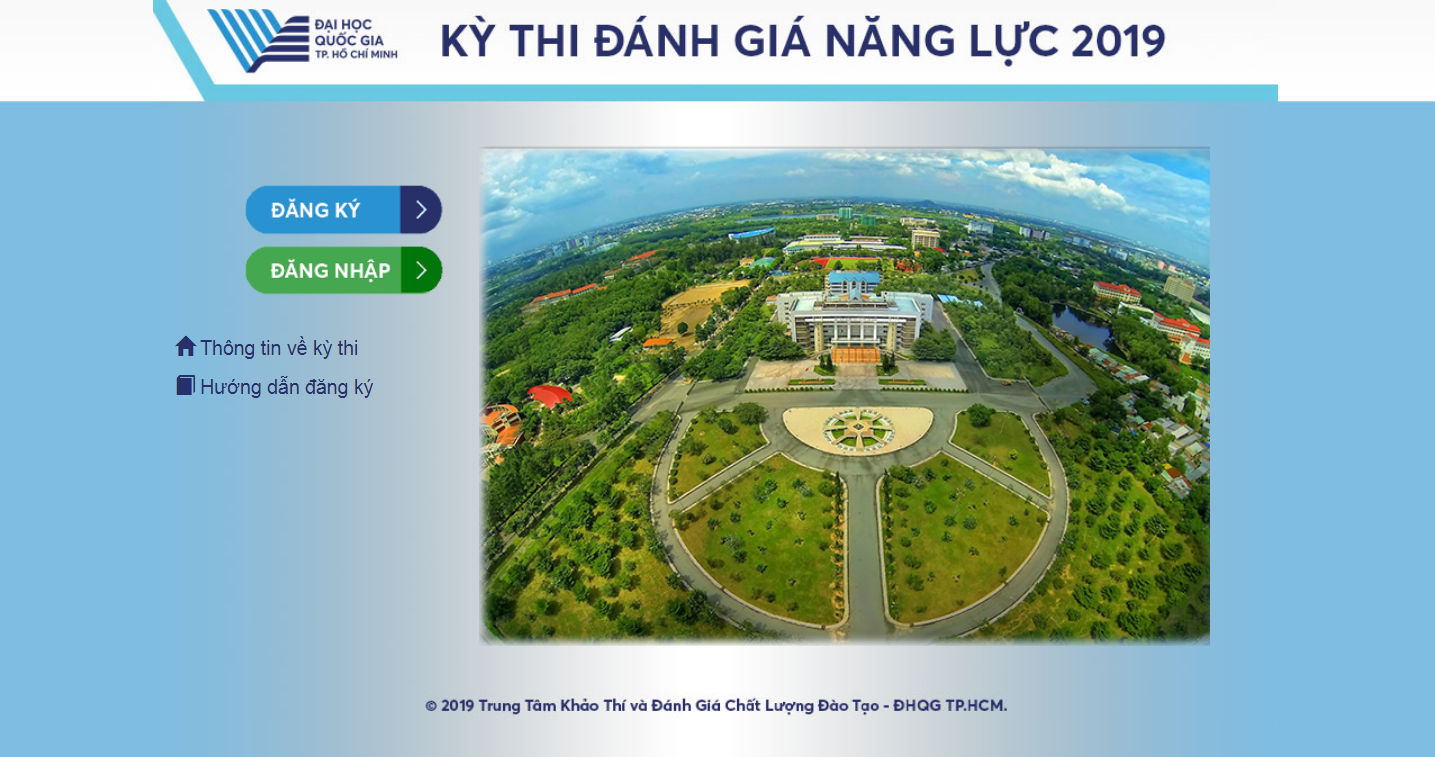 ĐẠI HỌC
QUỐC GIA
TP. HỒ CHÍ MINH
KỲ THI ĐÁNH GIÁ NĂNG LỰC 2019
ĐĂNG KÝ
ĐĂNG NHẬP
Thông tin về kỳ thi
Hướng dẫn đăng ký
© 2019 Trung Tâm Khảo Thí và Đánh Giá Chất Lượng Đào Tạo - ĐHQG TP.HCM.